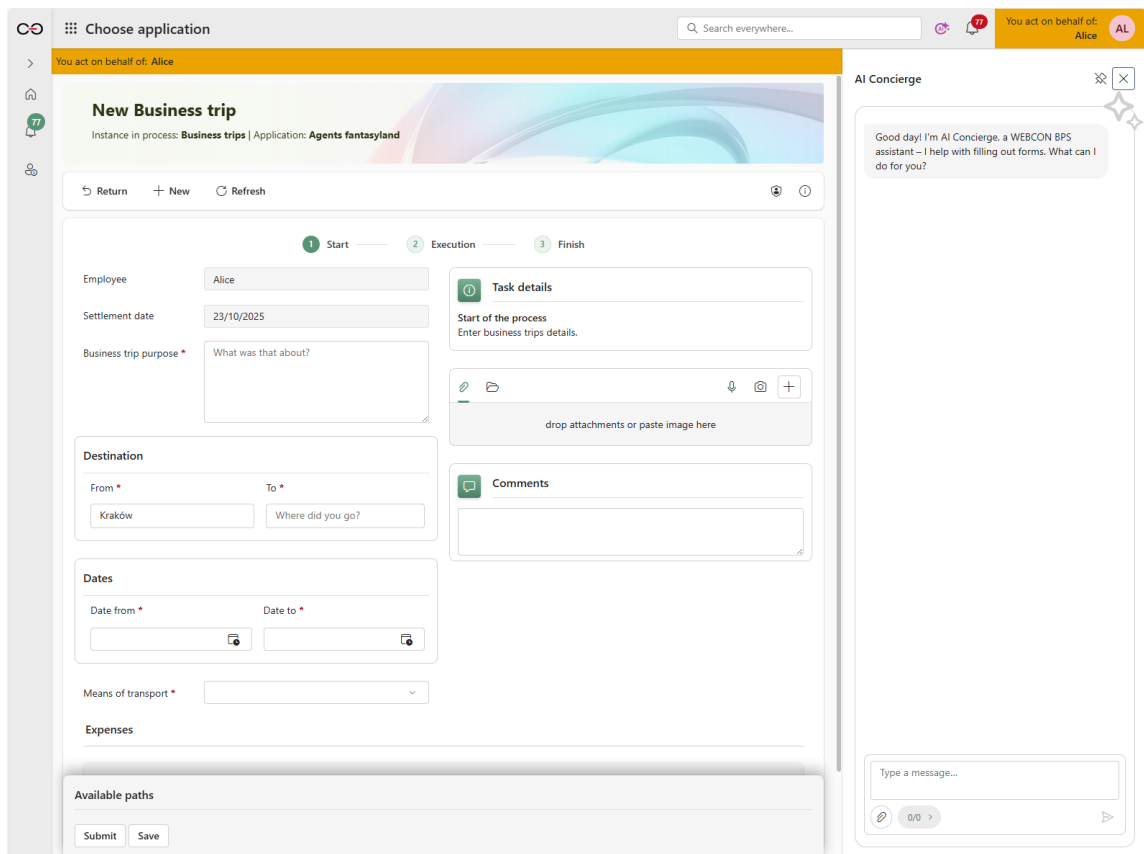 Choose application
Search everywhere...
77
You act on behalf of:
Alice
AL
You act on behalf of: Alice
77
New Business trip
Instance in process: Business trips | Application: Agents fantasyland
Return
New
Refresh
1 Start
2 Execution
3 Finish
Employee
Alice
Settlement date
23/10/2025
Business trip purpose *
What was that about?
Destination
From *
To *
Kraków
Where did you go?
Dates
Date from *
Date to *
Means of transport *
Expenses
Task details
Start of the process
Enter business trips details.
drop attachments or paste image here
Comments
Available paths
Submit
Save
AI Concierge
Good day! I'm AI Concierge, a WEBCON BPS
assistant – I help with filling out forms. What can I
do for you?
Type a message...
0/0